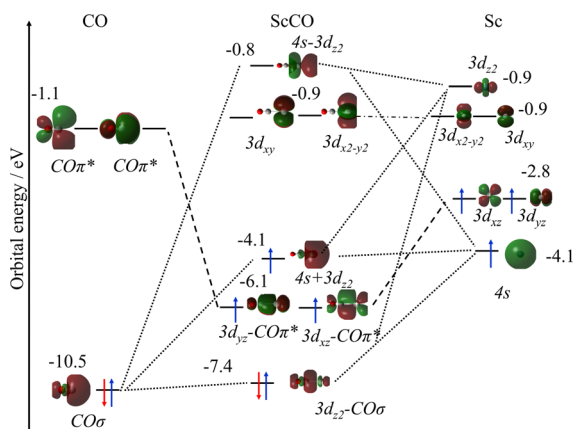 CO ScCO Sc
Orbital energy / eV
-0.8 4s-3dz2
3dz2
-0.9
-1.1
-0.9
-0.9
COπ* COπ*
3dxy 3dx2-y2
3dx2-y2 3dxy
-2.8
3dxz 3dyz
-4.1
4s+3dz2
-4.1
4s
-6.1
3dyz-COπ* 3dxz-COπ*
-10.5
-7.4
COσ
3dz2-COσ